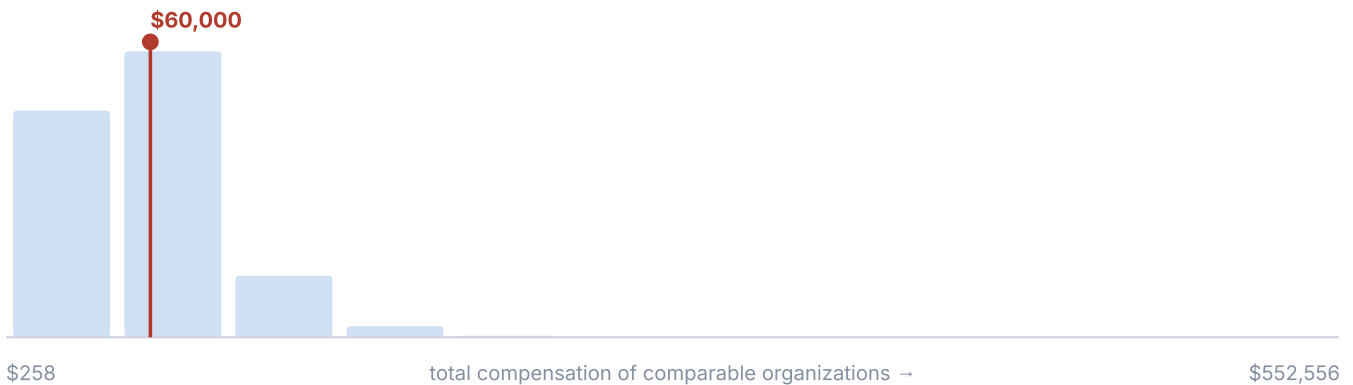 $60,000
$258
total compensation of comparable organizations →
$552,556